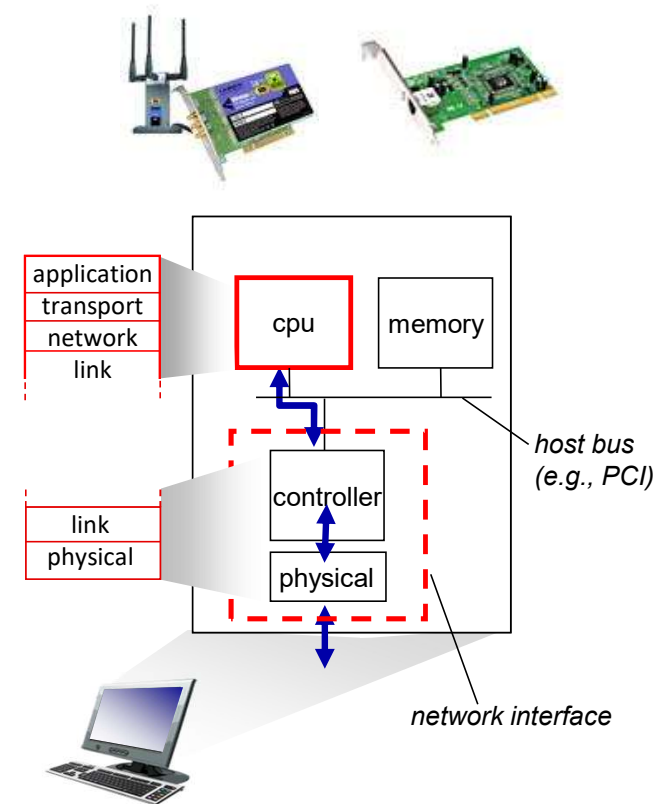 application
transport
network
link
cpu
memory
host bus
(e.g., PCI)
controller
link
physical
physical
network interface